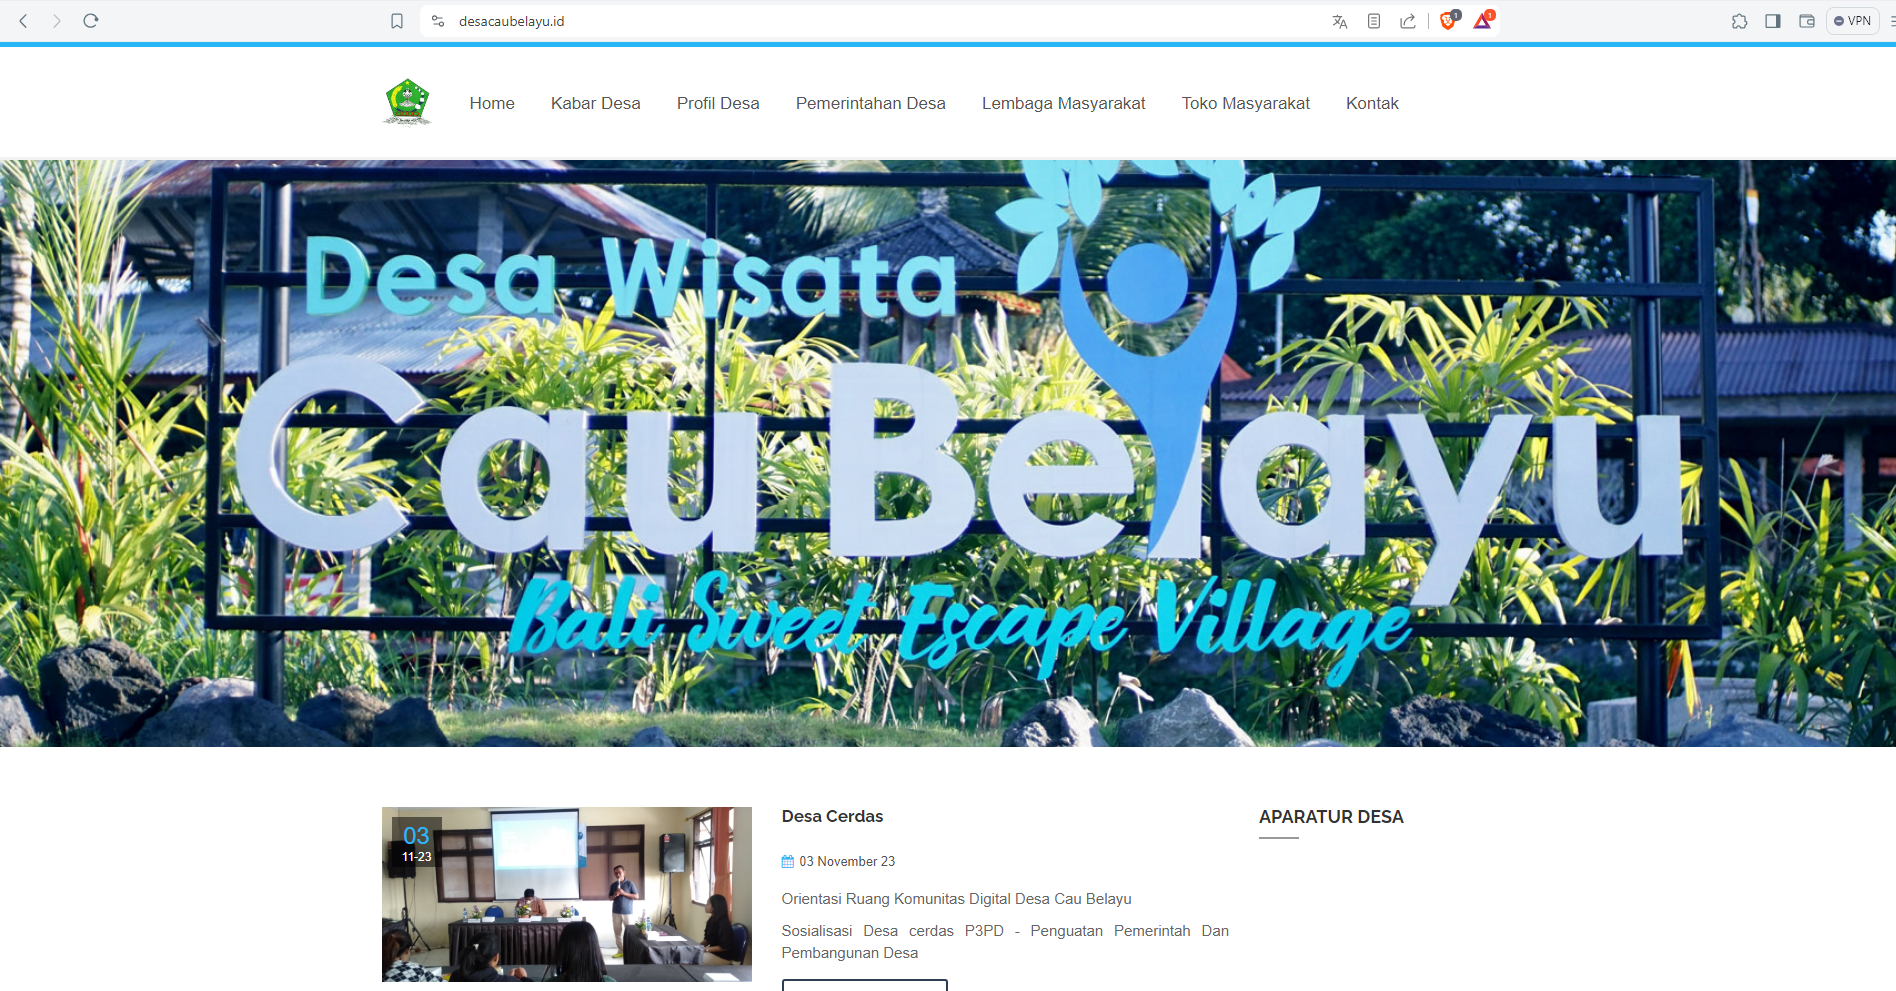 desacaubelayu.id
1
1
VPN
Home
Kabar Desa
Profil Desa
Pemerintahan Desa
Lembaga Masyarakat
Toko Masyarakat
Kontak
Desa Wisata
Cau Belayu
Bali Sweet Escape Village
03
11-23
Desa Cerdas
03 November 23
Orientasi Ruang Komunitas Digital Desa Cau Belayu
Sosialisasi Desa cerdas P3PD - Penguatan Pemerintah Dan
Pembangunan Desa
APARATUR DESA